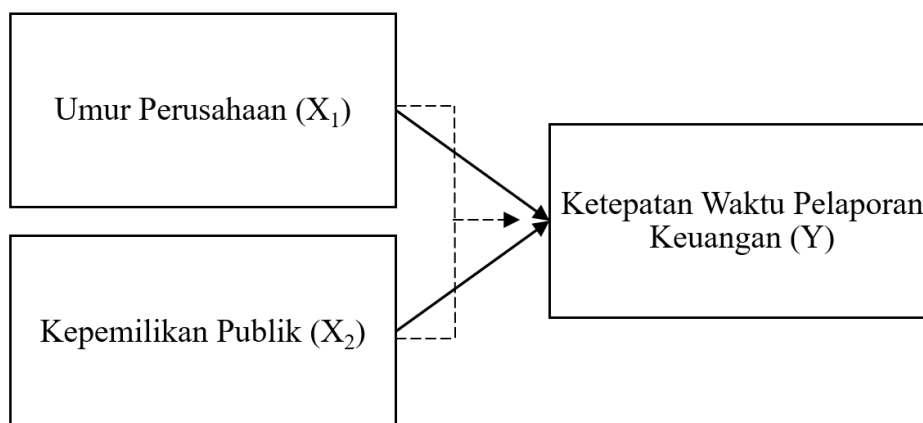 Umur Perusahaan (X₁)
Kepemilikan Publik (X₂)
Ketepatan Waktu Pelaporan
Keuangan (Y)